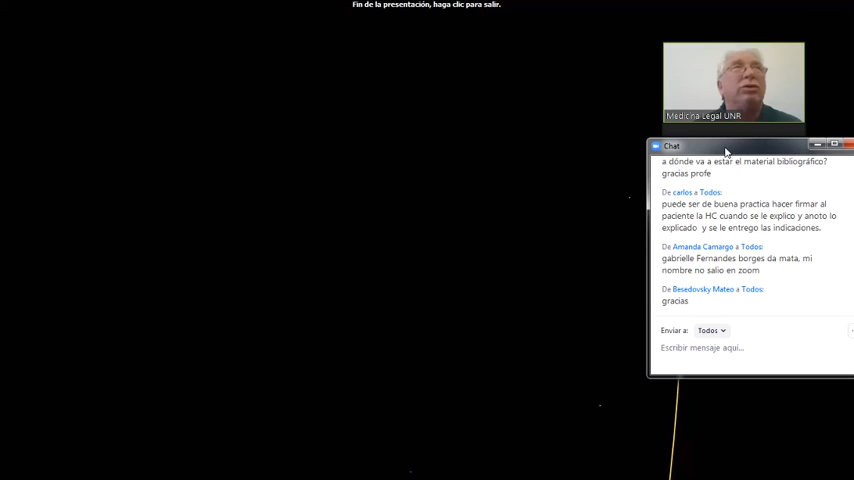 Fin de la presentación, haga clic para salir.
Medicina Legal UNR
Chat
a dónde va a estar el material bibliográfico?
gracias profe
De carlos a Todos:
puede ser de buena practica hacer firmar al
paciente la HC cuando se le explico y anoto lo
explicado y se le entrego las indicaciones.
De Amanda Camargo a Todos:
gabrielle Fernandes borges da mata, mi
nombre no salio en zoom
De Besedovsky Mateo a Todos:
gracias
Enviar a: Todos
Escribir mensaje aquí...